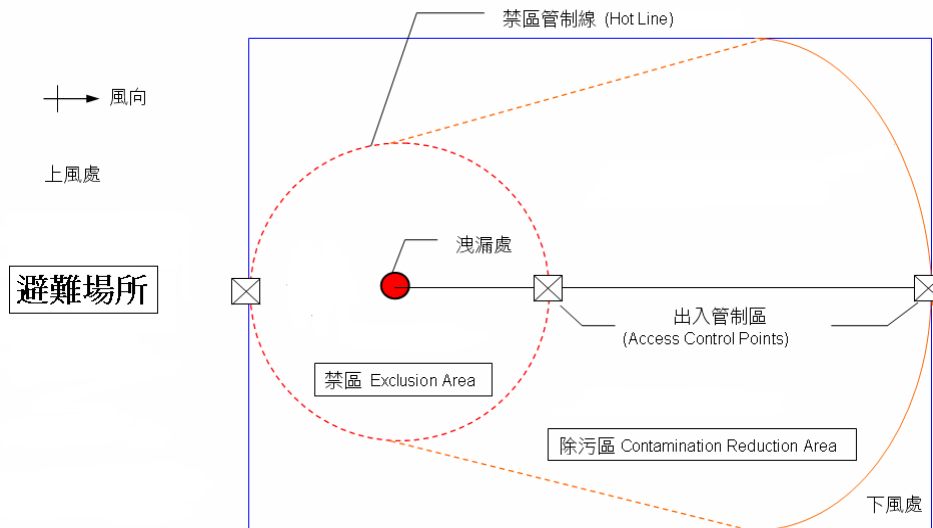 禁區管制線 (Hot Line)
風向
上風處
洩漏處
避難場所
出入管制區
(Access Control Points)
禁區 Exclusion Area
除污區 Contamination Reduction Area
下風處